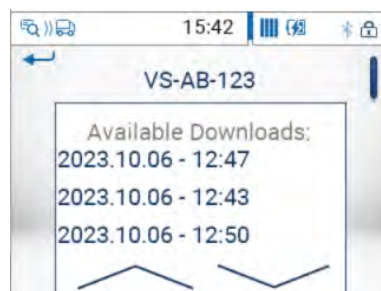 15:42
VS-AB-123
Available Downloads:
2023.10.06 - 12:47
2023.10.06 - 12:43
2023.10.06 - 12:50